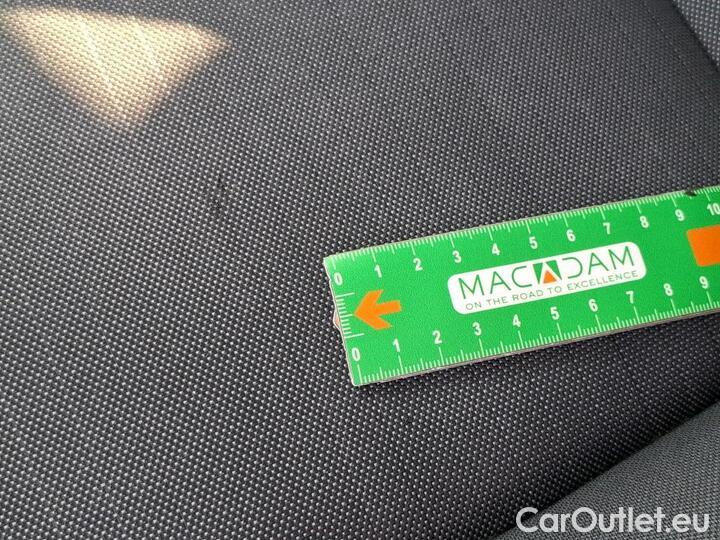 0 1 2 3 4 5 6 7 8 9 10
MACADAM
ON THE ROAD TO EXCELLENCE
0 1 2 3 4 5 6 7 8 9
CarOutlet.eu